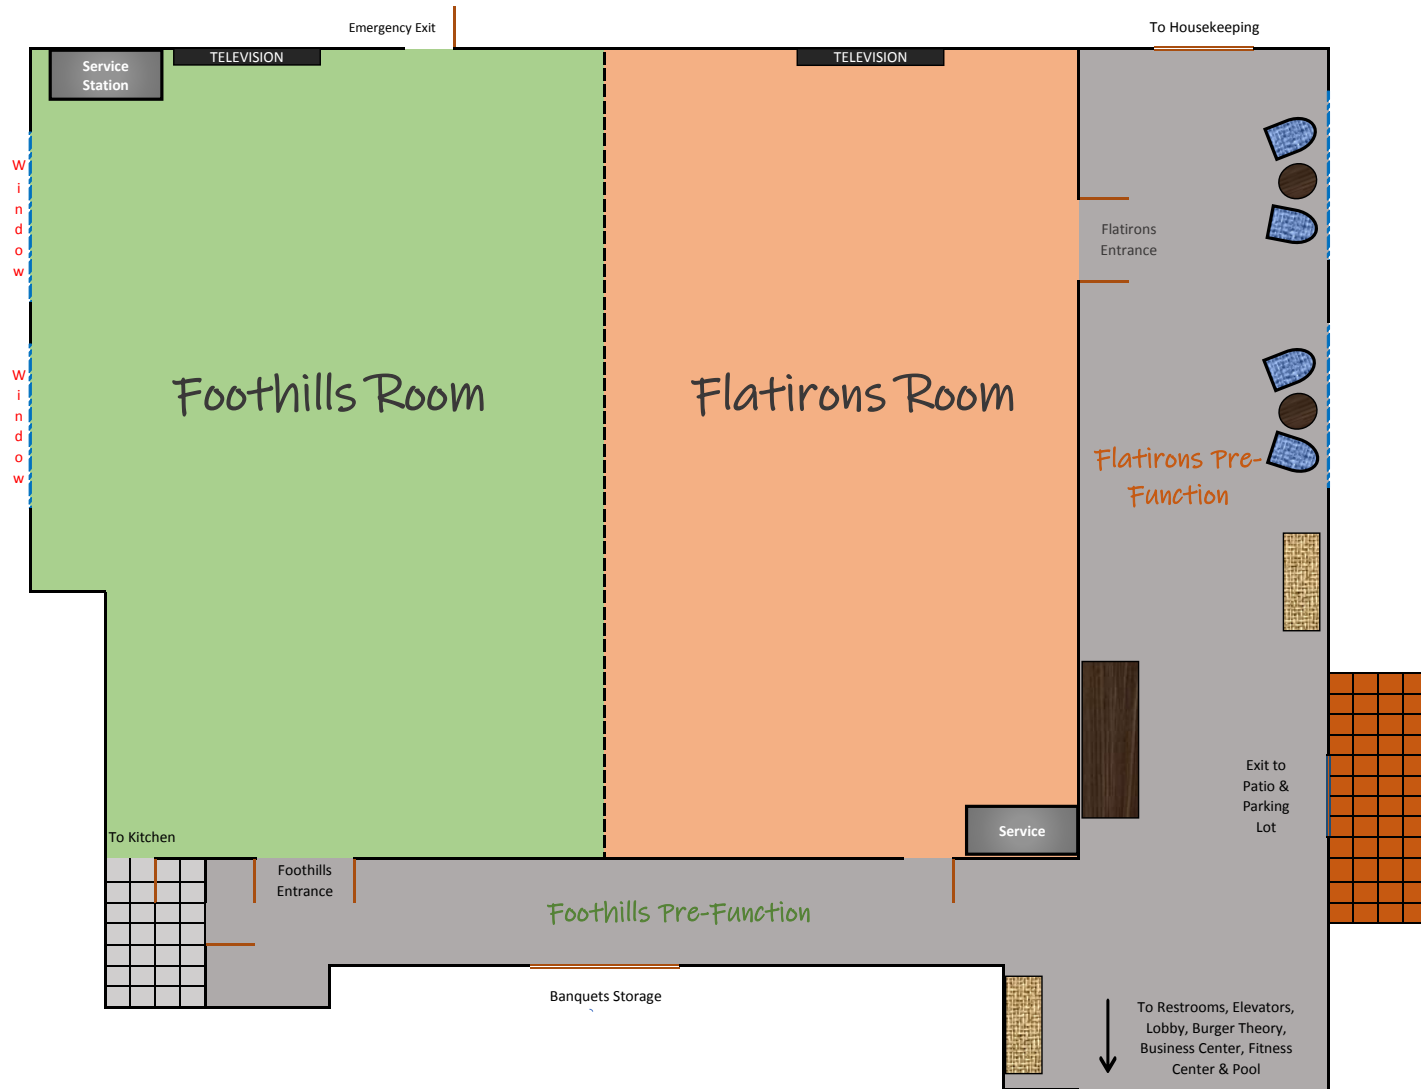 Emergency Exit
To Housekeeping
Service
Station
TELEVISION
TELEVISION
W
i
n
d
o
w
Flatirons
Entrance
Foothills Room
Flatirons Room
W
i
n
d
o
w
Flatirons Pre-
Function
Exit to
Patio &
Parking
Lot
Service
To Kitchen
Foothills
Entrance
Foothills Pre-Function
Banquets Storage
To Restrooms, Elevators,
Lobby, Burger Theory,
Business Center, Fitness
Center & Pool